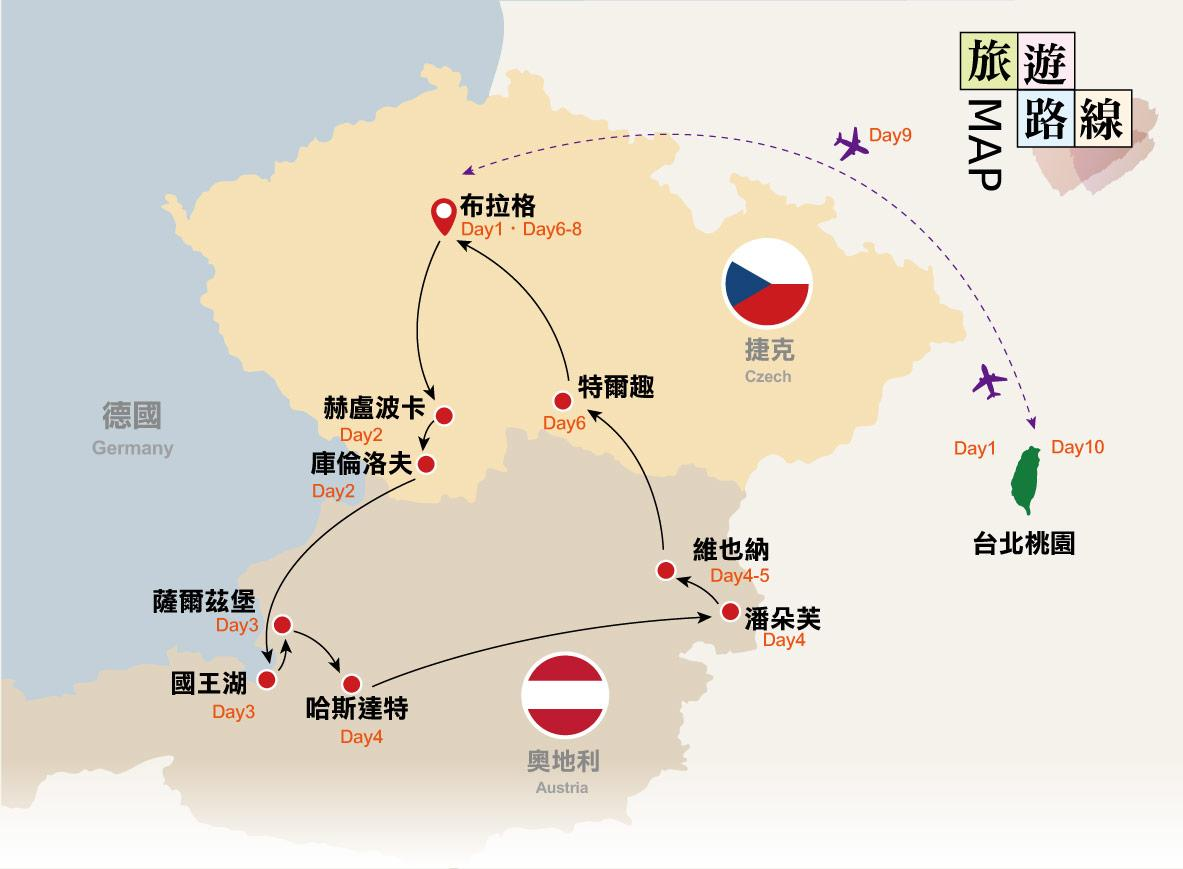 旅遊
路線
MAP
Day9
布拉格
Day1・Day6-8
捷克
Czech
特爾趣
Day6
赫盧波卡
Day2
庫倫洛夫
Day2
德國
Germany
Day1
Day10
台北桃園
維也納
Day4-5
潘朵芙
Day4
薩爾茲堡
Day3
國王湖
Day3
哈斯達特
Day4
奧地利
Austria